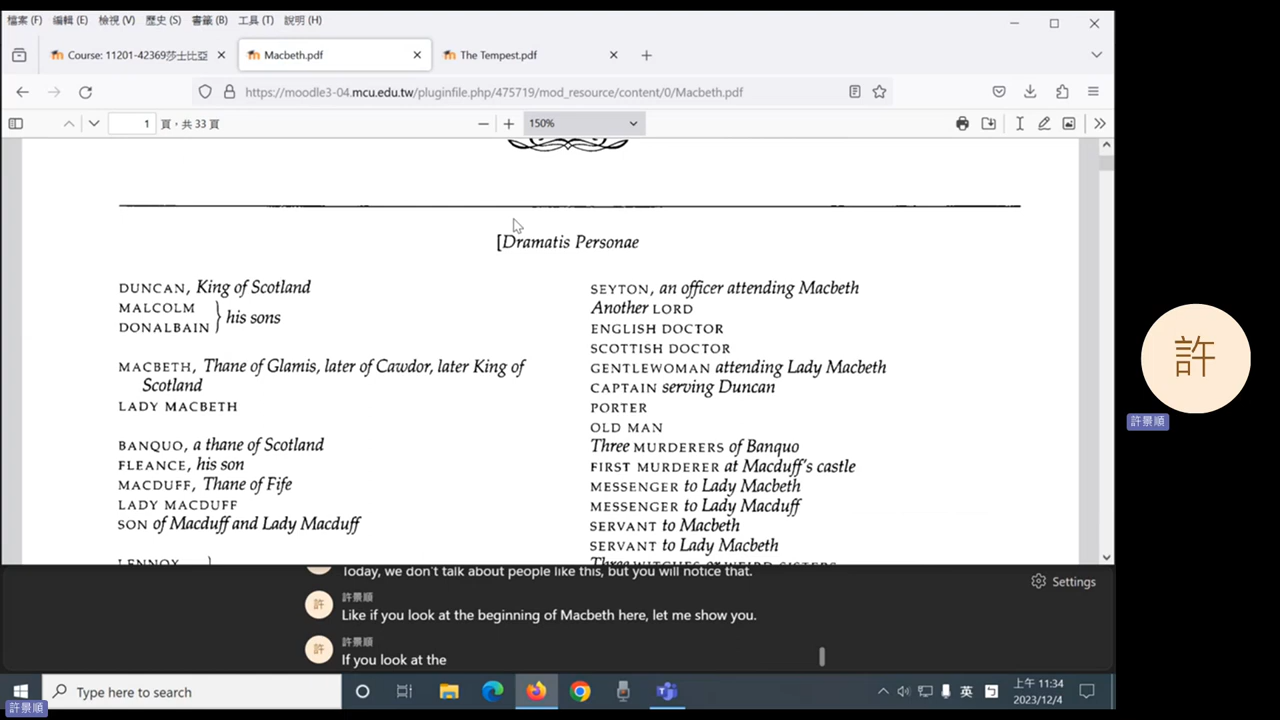 檔案 (F) 編輯 (E) 檢視 (V) 歷史 (S) 書籤 (B) 工具 (T) 說明 (H)
Course: 11201-42369莎士比亞
Macbeth.pdf
The Tempest.pdf
https://moodle3-04.mcu.edu.tw/pluginfile.php/475719/mod_resource/content/0/Macbeth.pdf
1 頁,共 33 頁
150%
[Dramatis Personae
DUNCAN, King of Scotland
MALCOLM
DONALBAIN
his sons
MACBETH, Thane of Glamis, later of Cawdor, later King of
Scotland
LADY MACBETH
BANQUO, a thane of Scotland
FLEANCE, his son
MACDUFF, Thane of Fife
LADY MACDUFF
SON of Macduff and Lady Macduff
LENNOX
SEYTON, an officer attending Macbeth
Another LORD
ENGLISH DOCTOR
SCOTTISH DOCTOR
GENTLEWOMAN attending Lady Macbeth
CAPTAIN serving Duncan
PORTER
OLD MAN
Three MURDERERS of Banquo
FIRST MURDERER at Macduff's castle
MESSENGER to Lady Macbeth
MESSENGER to Lady Macduff
SERVANT to Macbeth
SERVANT to Lady Macbeth
Three WITCHES or WEIRD SISTERS
Today, we don't talk about people like this, but you will notice that.
許景順
許
Like if you look at the beginning of Macbeth here, let me show you.
許景順
許
If you look at the
Settings
許
許景順
Type here to search
英
上午 11:34
2023/12/4
許景順